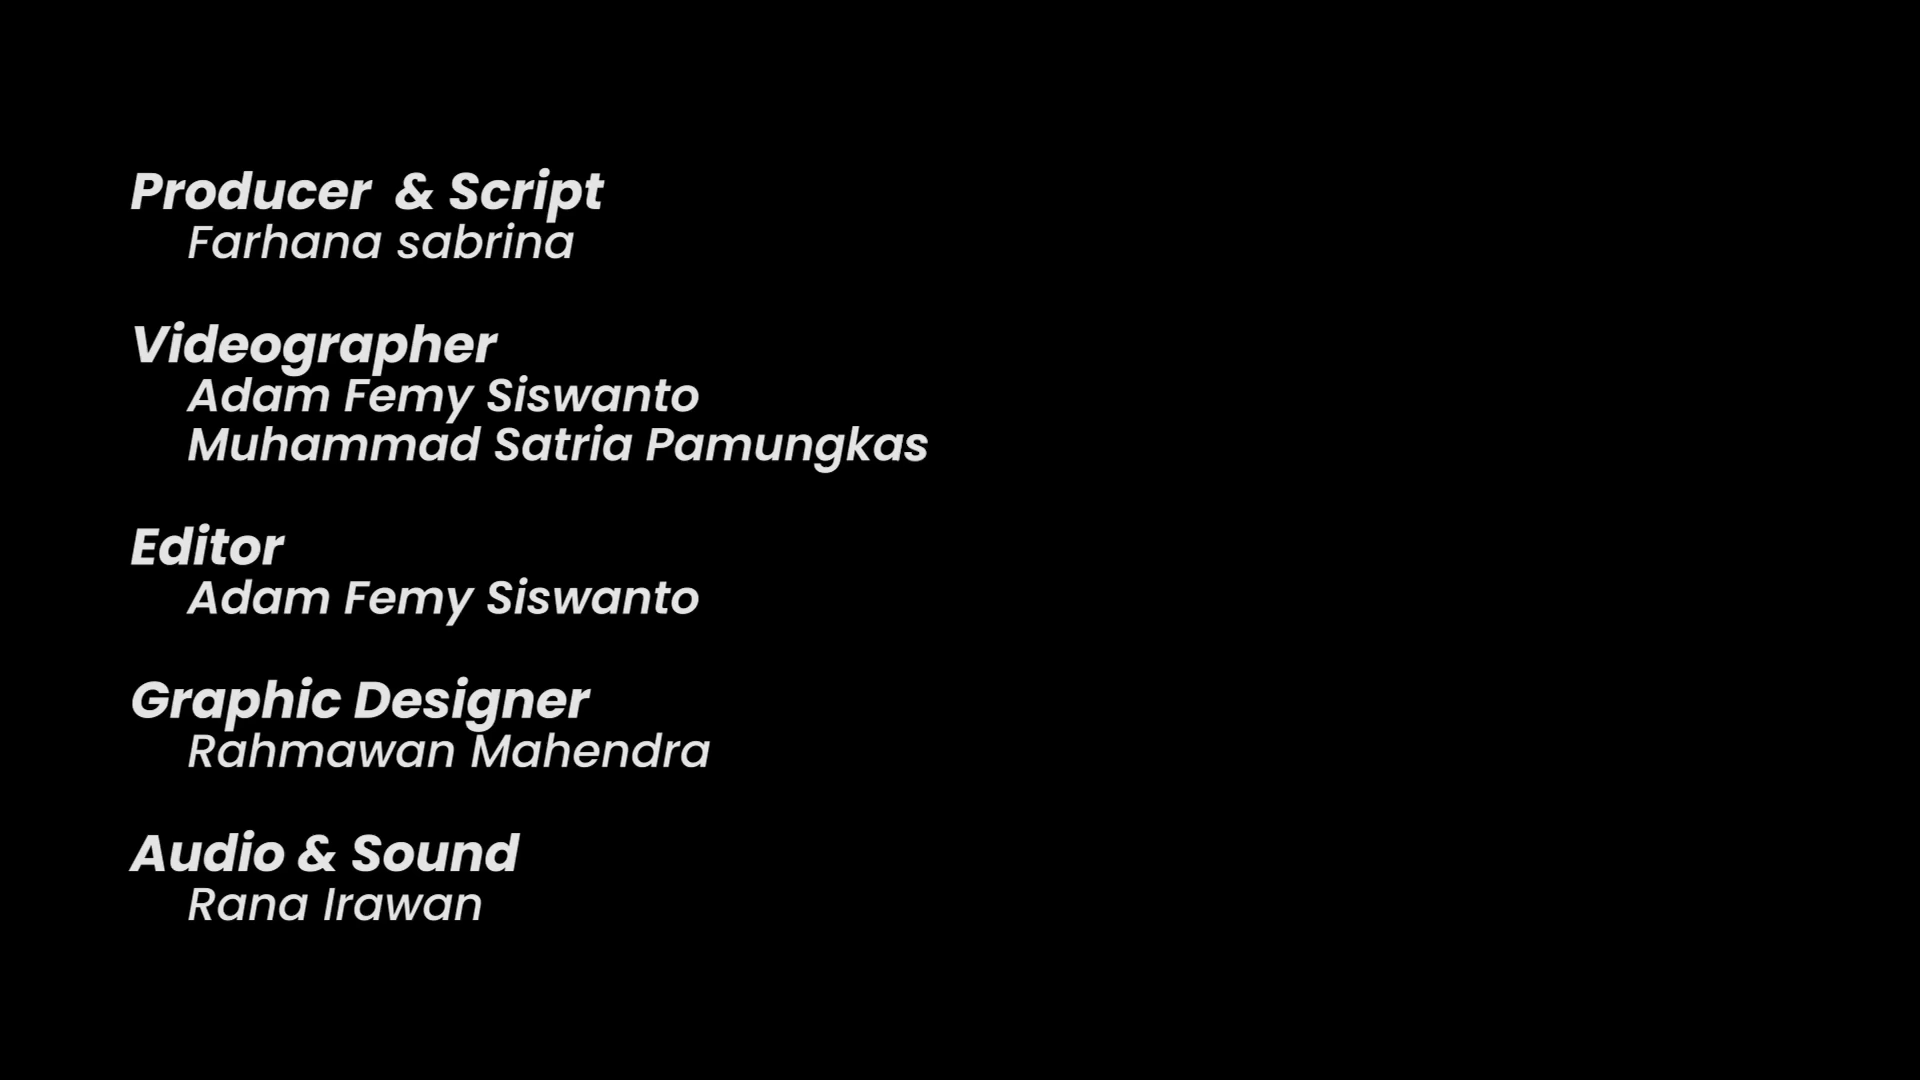 Producer  & Script
Farhana sabrina
Videographer
Adam Femy Siswanto
Muhammad Satria Pamungkas
Editor
Adam Femy Siswanto
Graphic Designer
Rahmawan Mahendra
Audio & Sound
Rana Irawan